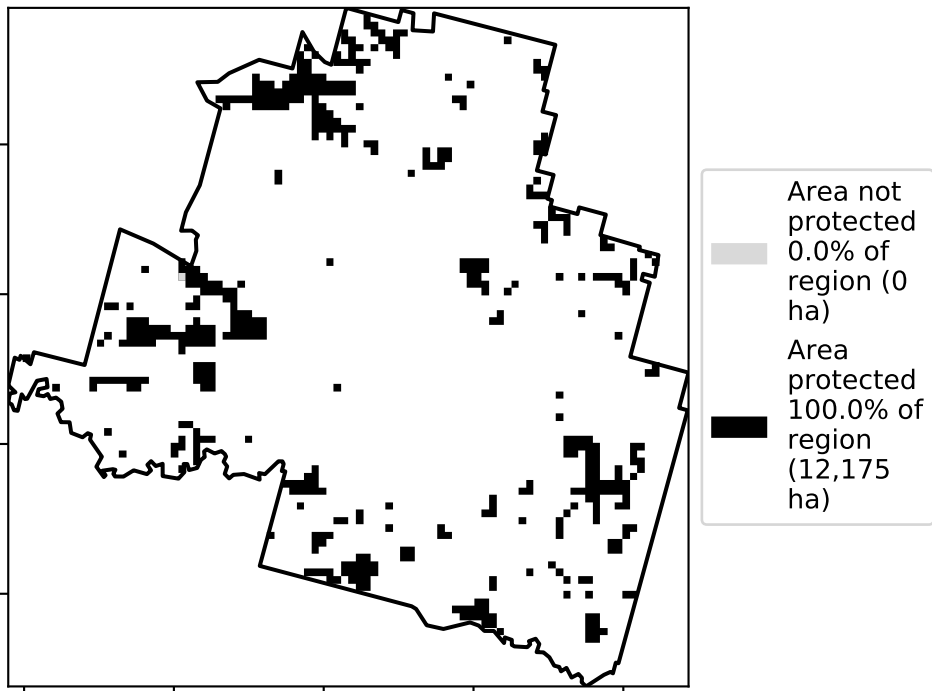 Area not
protected
0.0% of
region (0
ha)
Area
protected
100.0% of
region
(12,175
ha)